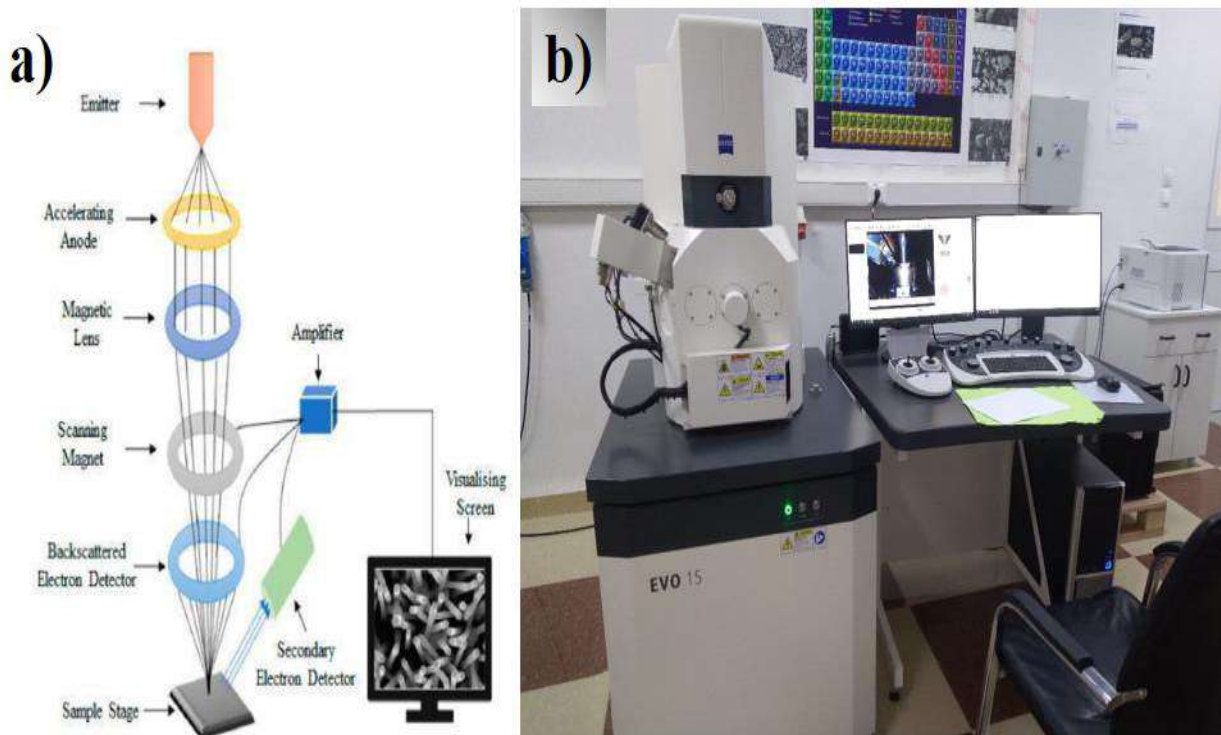 a)
Emitter
Accelerating
Anode
Magnetic
Lens
Scanning
Magnet
Backscattered
Electron Detector
Sample Stage
Amplifier
Visualising
Screen
Secondary
Electron Detector
b)
EVO 15